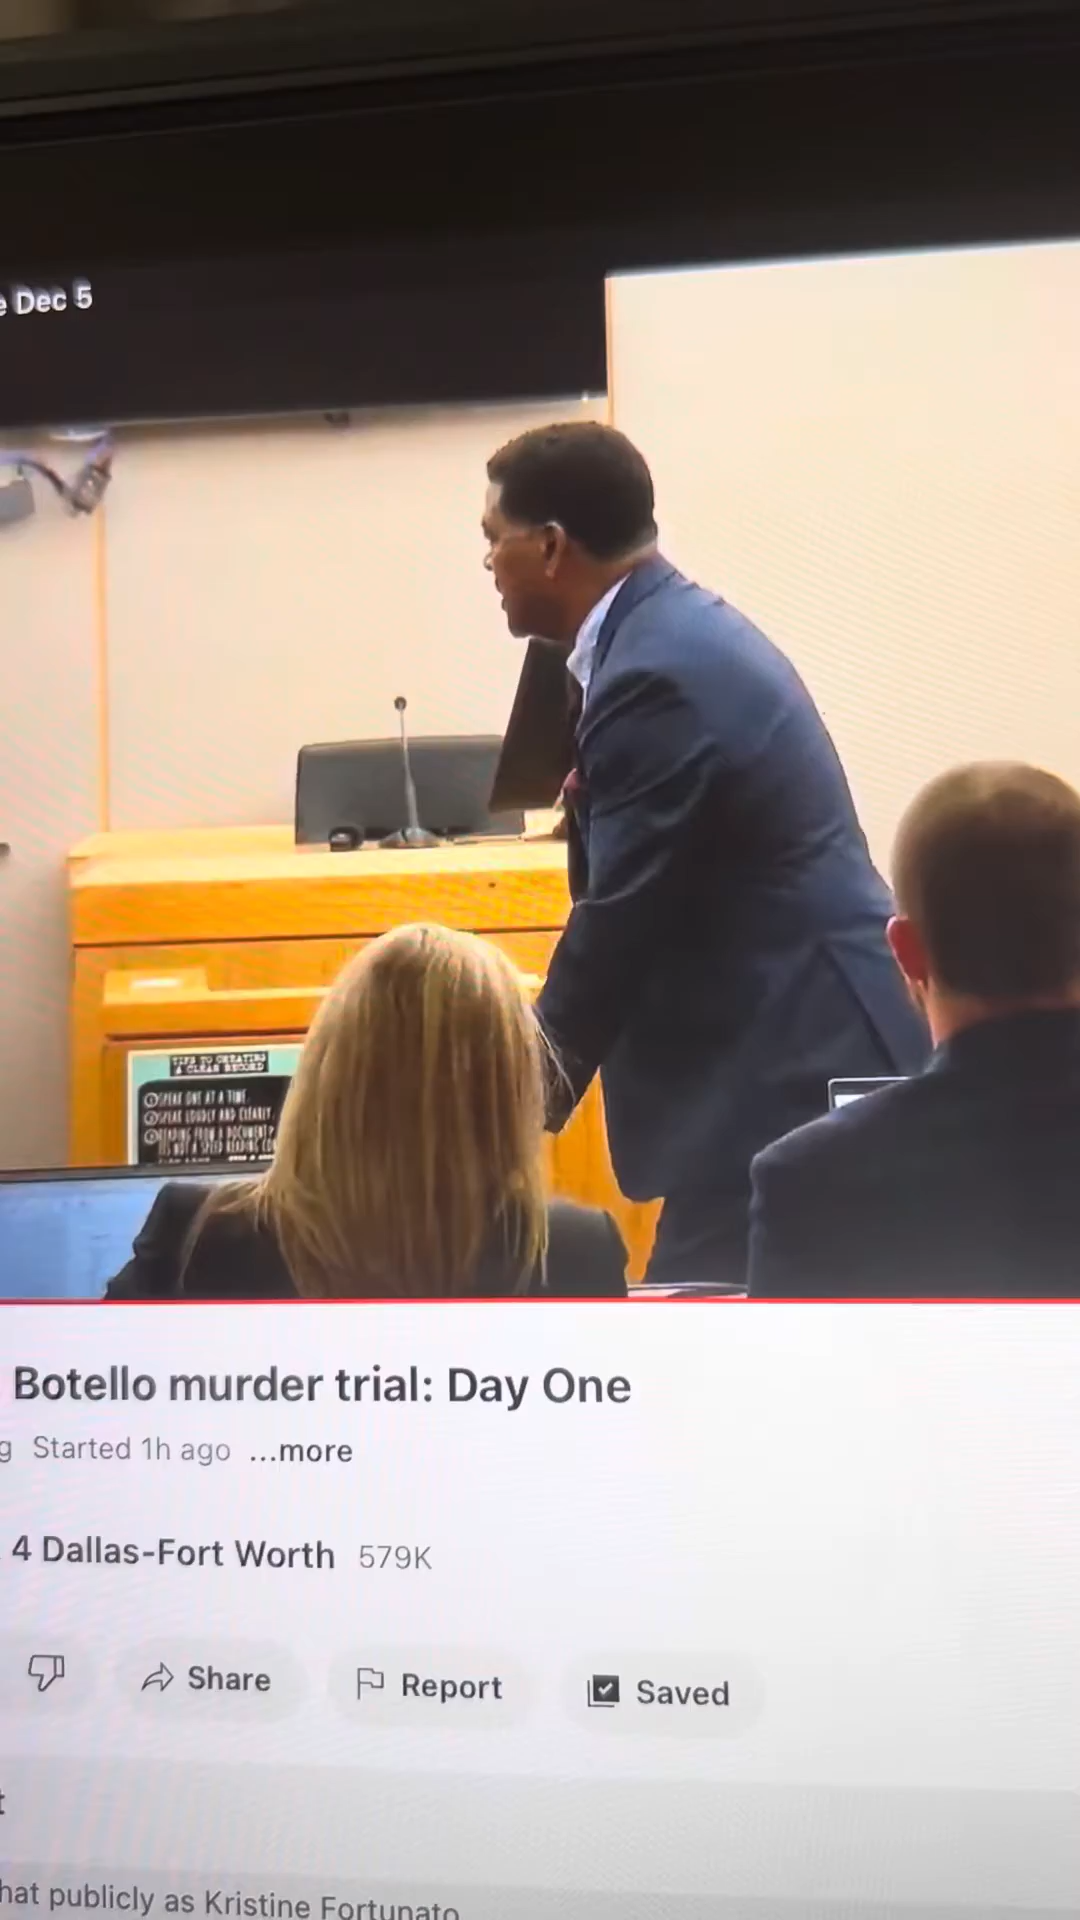 Dec 5
TIPS TO CREATING
A CLEAR RECORD
SPEAK ONE AT A TIME
SPEAK LOUDLY AND CLEARLY
READING FROM A DOCUMENT?
ITS NOT A SPEED READING
Botello murder trial: Day One
g Started 1h ago ...more
4 Dallas-Fort Worth 579K
Share Report Saved
hat publicly as Kristine Fortunato